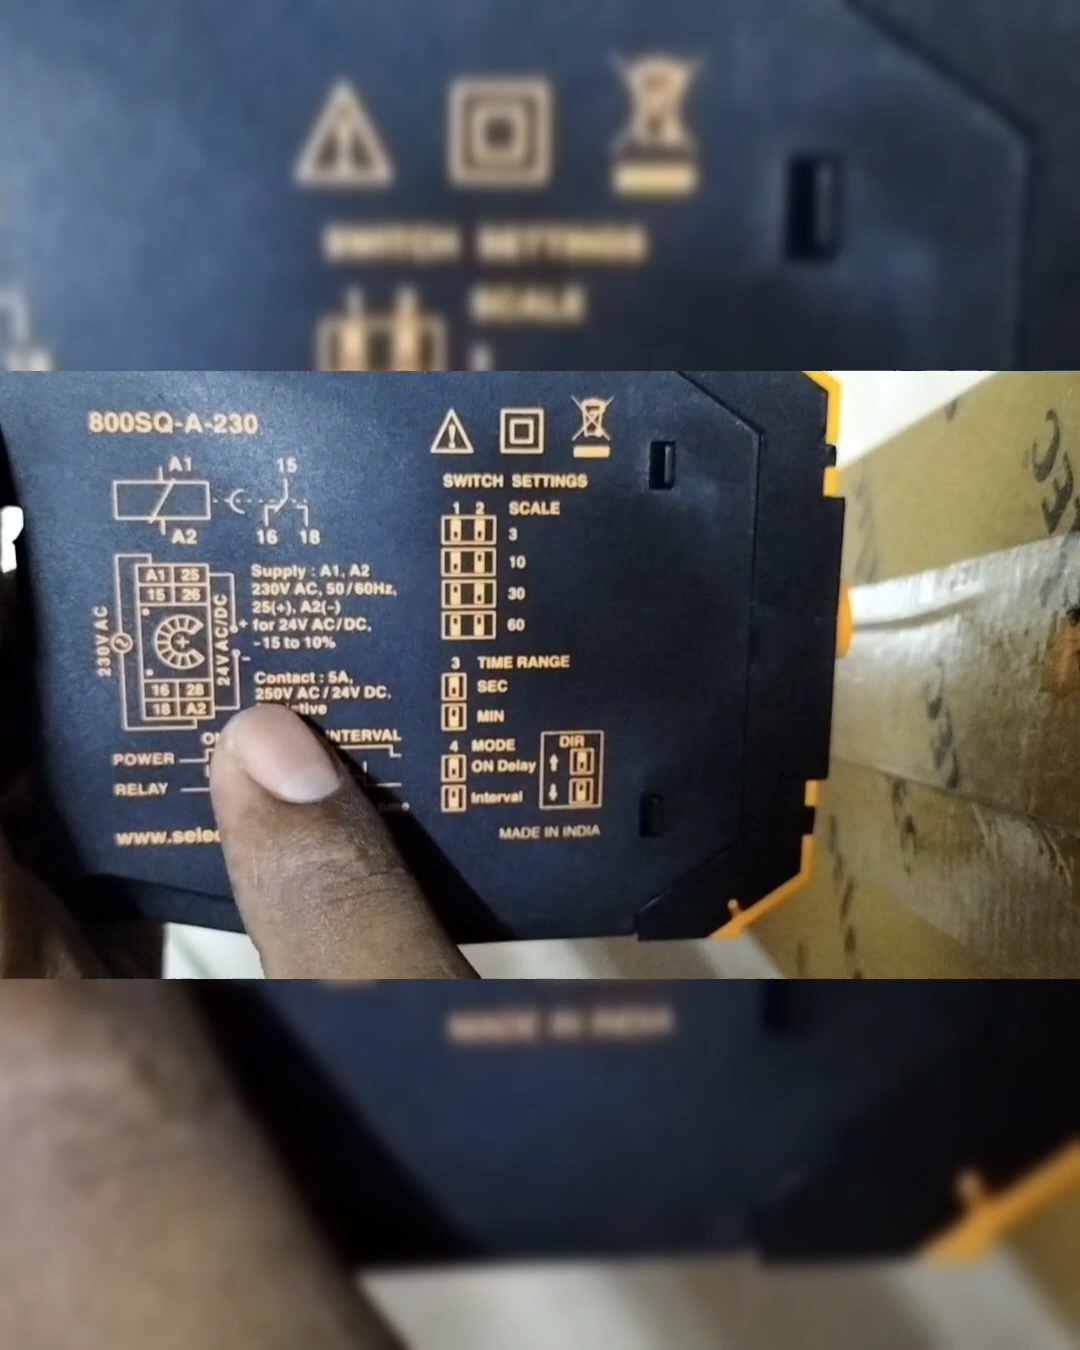 SWITCH SETTINGS
SCALE
800SQ-A-230
A1
15
A2
16 18
A1 25
15 26
230V AC
24V AC/DC
+
-
16 28
18 A2
Supply : A1, A2
230V AC, 50/60Hz,
25(+), A2(-)
for 24V AC/DC,
-15 to 10%
Contact : 5A,
250V AC / 24V DC,
INTERVAL
POWER
RELAY
SWITCH SETTINGS
1 2 SCALE
3
10
30
60
3 TIME RANGE
SEC
MIN
4 MODE
ON Delay
Interval
DIR
MADE IN INDIA
MADE IN INDIA